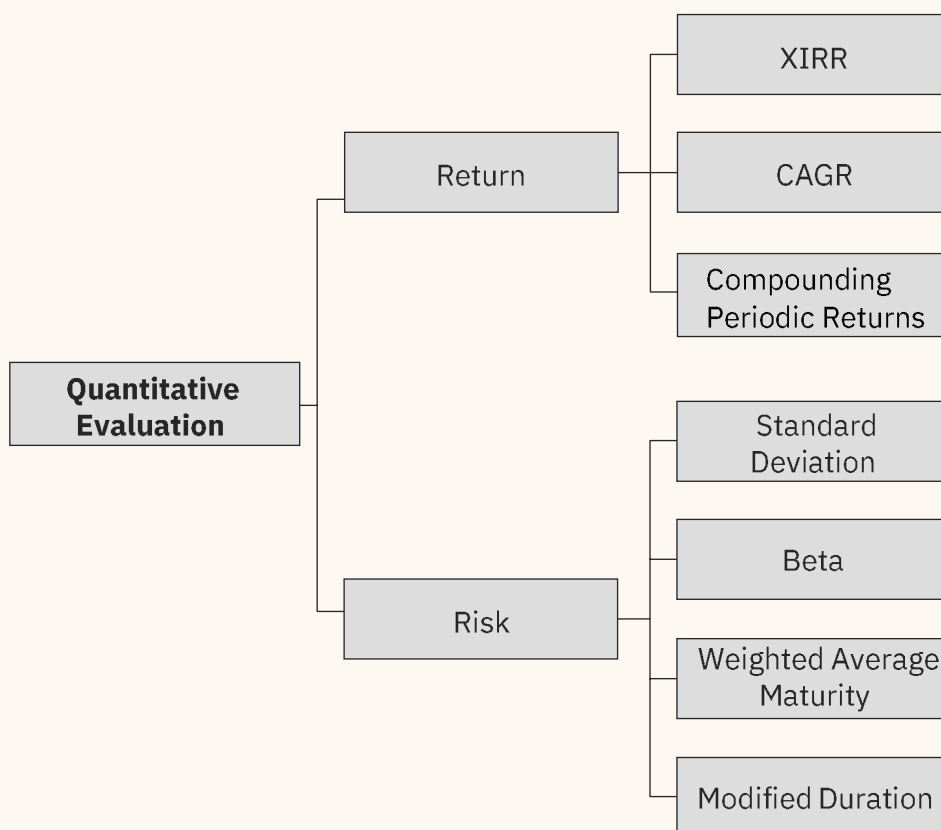 XIRR
Return
CAGR
Compounding
Periodic Returns
Quantitative
Evaluation
Standard
Deviation
Beta
Risk
Weighted Average
Maturity
Modified Duration